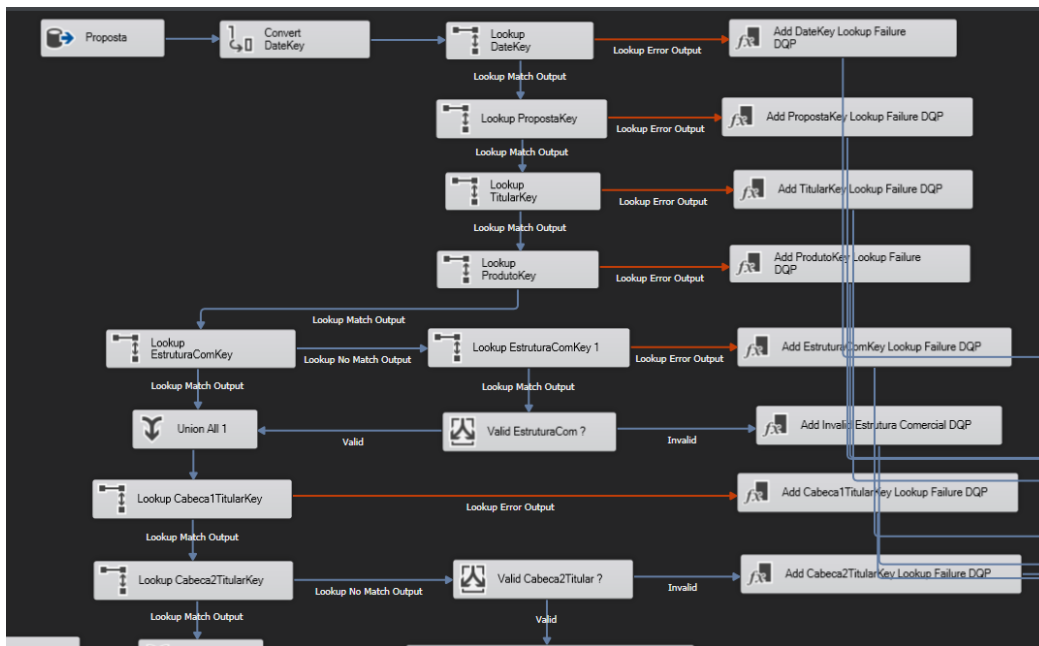 Proposta
Convert
DateKey
Lookup
DateKey
Lookup Error Output
Add DateKey Lookup Failure
DQP
Lookup Match Output
Lookup PropostaKey
Lookup Error Output
Add PropostaKey Lookup Failure DQP
Lookup Match Output
Lookup
TitularKey
Lookup Error Output
Add TitularKey Lookup Failure DQP
Lookup Match Output
Lookup
ProdutoKey
Lookup Error Output
Add ProdutoKey Lookup Failure
DQP
Lookup Match Output
Lookup
EstruturaComKey
Lookup No Match Output
Lookup EstruturaComKey 1
Lookup Error Output
Add EstruturaComKey Lookup Failure DQP
Lookup Match Output
Lookup Match Output
Union All 1
Valid
Valid EstruturaCom ?
Invalid
Add Invalid Estrutura Comercial DQP
Lookup Cabeca1TitularKey
Lookup Error Output
Add Cabeca1TitularKey Lookup Failure DQP
Lookup Match Output
Lookup Cabeca2TitularKey
Lookup No Match Output
Valid Cabeca2Titular ?
Invalid
Add Cabeca2TitularKey Lookup Failure DQP
Lookup Match Output
Valid